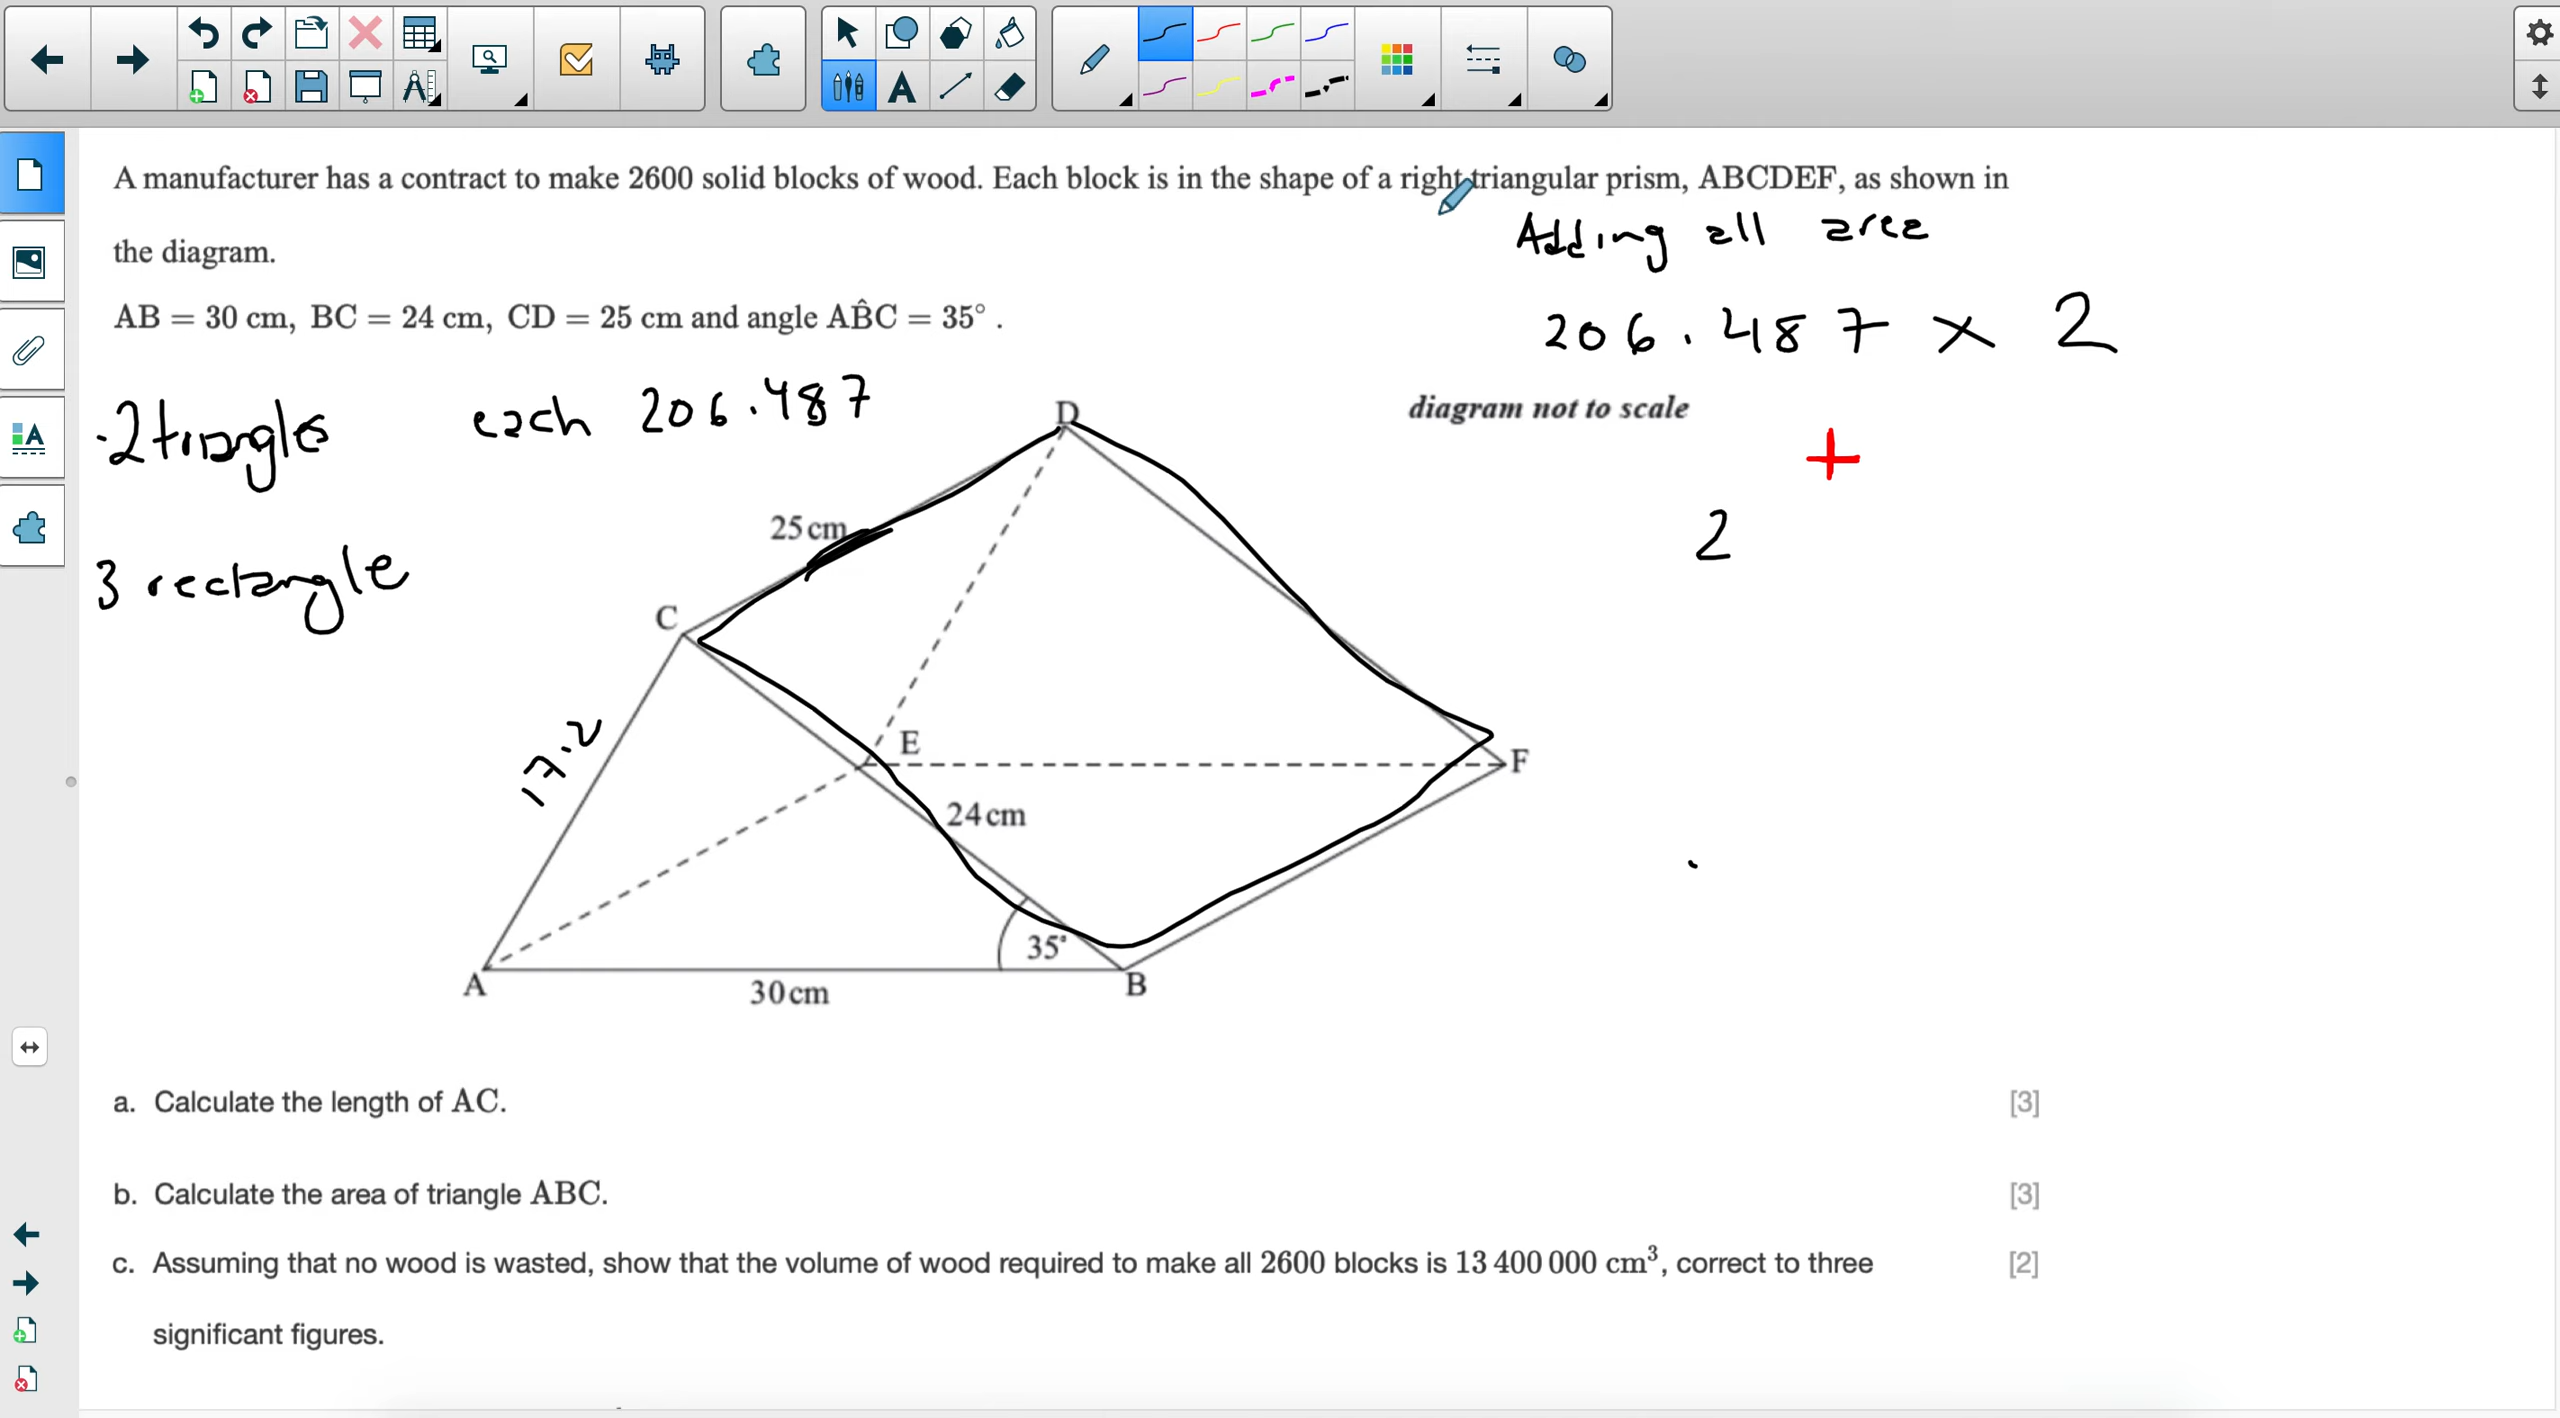 A manufacturer has a contract to make 2600 solid blocks of wood. Each block is in the shape of a right triangular prism, ABCDEF, as shown in
the diagram.
Adding all area
AB = 30 cm, BC = 24 cm, CD = 25 cm and angle AB̂C = 35° .
206.487 × 2
·2 triangles
each 206.487
diagram not to scale
+
2
3 rectangle
D
25 cm
C
17.2
E
F
24 cm
35°
A
B
30 cm
a. Calculate the length of AC. [3]
b. Calculate the area of triangle ABC. [3]
c. Assuming that no wood is wasted, show that the volume of wood required to make all 2600 blocks is 13 400 000 cm³, correct to three [2]
significant figures.